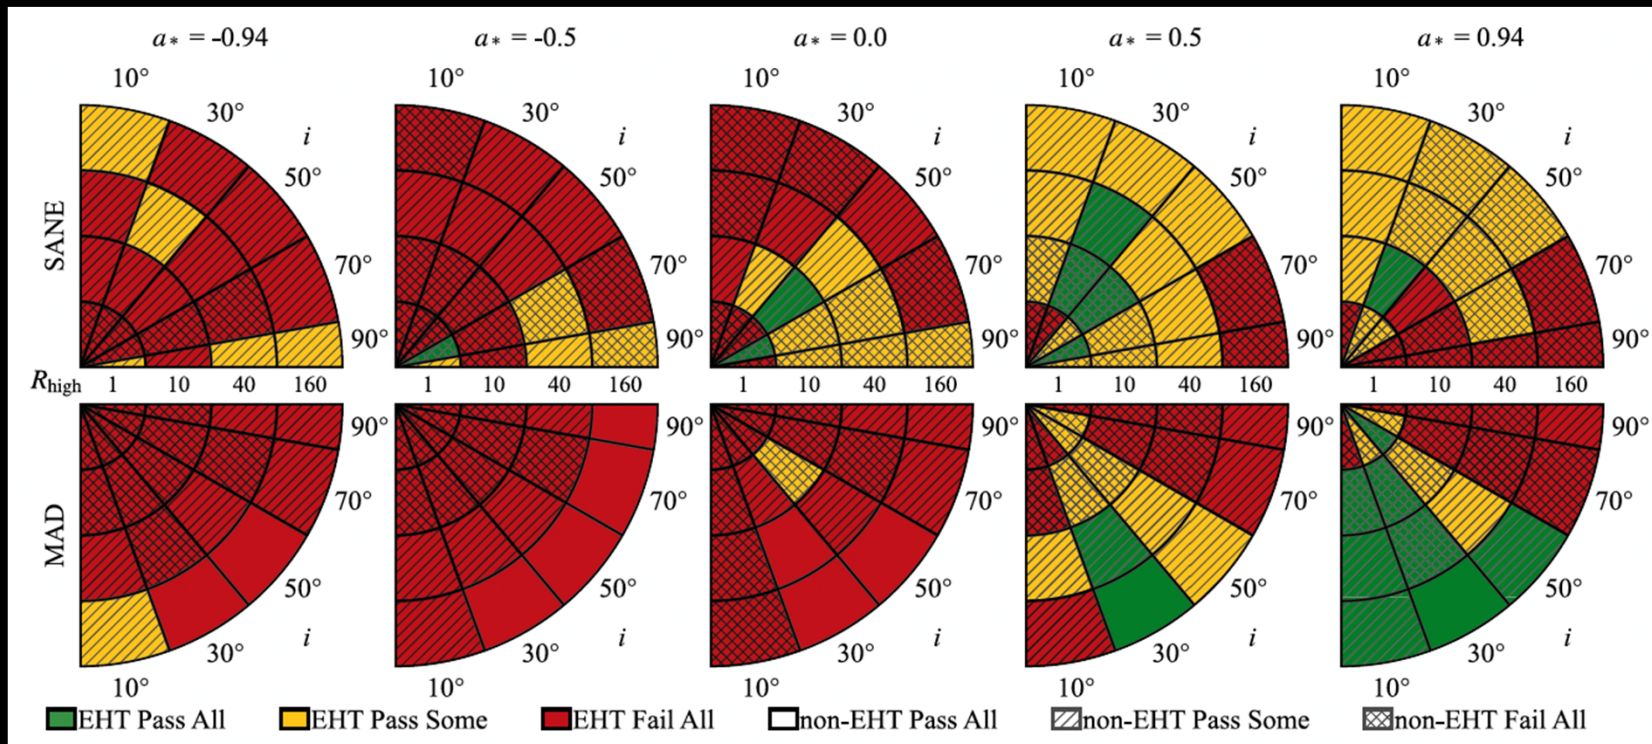 a* = -0.94 a* = -0.5 a* = 0.0 a* = 0.5 a* = 0.94
10° 10° 10° 10° 10°
30° 30° 30° 30° 30°
i i i i i
50° 50° 50° 50° 50°
SANE
70° 70° 70° 70° 70°
90° 90° 90° 90° 90°
Rhigh 1 10 40 160 1 10 40 160 1 10 40 160 1 10 40 160 1 10 40 160
90° 90° 90° 90° 90°
70° 70° 70° 70° 70°
MAD
50° 50° 50° 50° 50°
i i i i i
30° 30° 30° 30° 30°
10° 10° 10° 10° 10°
EHT Pass All EHT Pass Some EHT Fail All non-EHT Pass All non-EHT Pass Some non-EHT Fail All